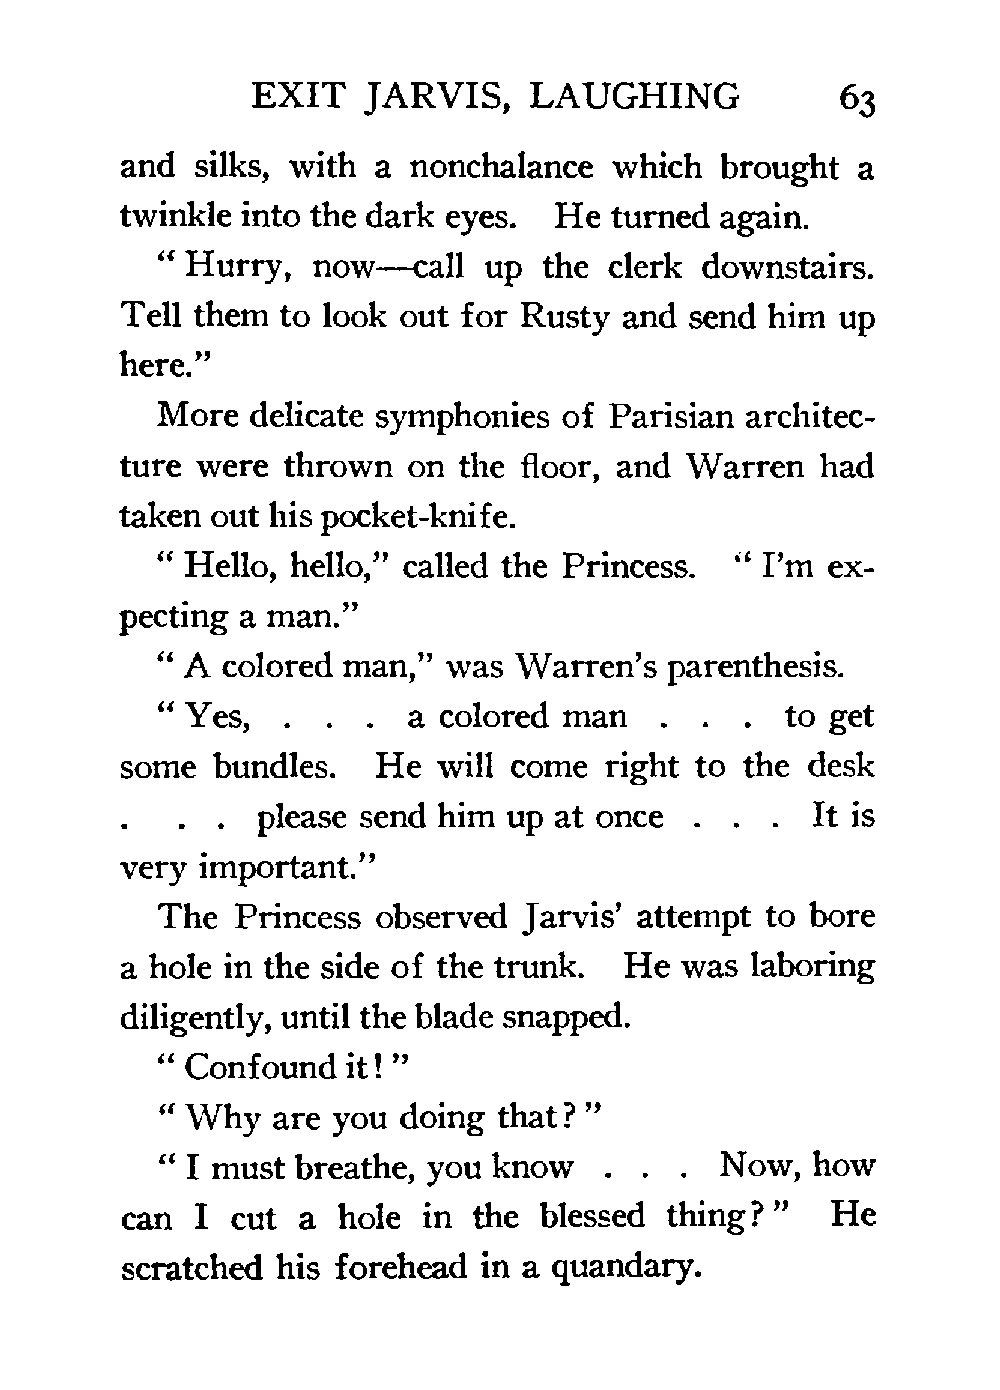 EXIT JARVIS, LAUGHING 63
and silks, with a nonchalance which brought a
twinkle into the dark eyes. He turned again.
“ Hurry, now—call up the clerk downstairs.
Tell them to look out for Rusty and send him up
here.”
More delicate symphonies of Parisian architec-
ture were thrown on the floor, and Warren had
taken out his pocket-knife.
“ Hello, hello,” called the Princess. “ I’m ex-
pecting a man.”
“ A colored man,” was Warren’s parenthesis.
“ Yes, . . . a colored man . . . to get
some bundles. He will come right to the desk
. . . please send him up at once . . . It is
very important.”
The Princess observed Jarvis’ attempt to bore
a hole in the side of the trunk. He was laboring
diligently, until the blade snapped.
“ Confound it! ”
“ Why are you doing that? ”
“ I must breathe, you know . . . Now, how
can I cut a hole in the blessed thing? ” He
scratched his forehead in a quandary.